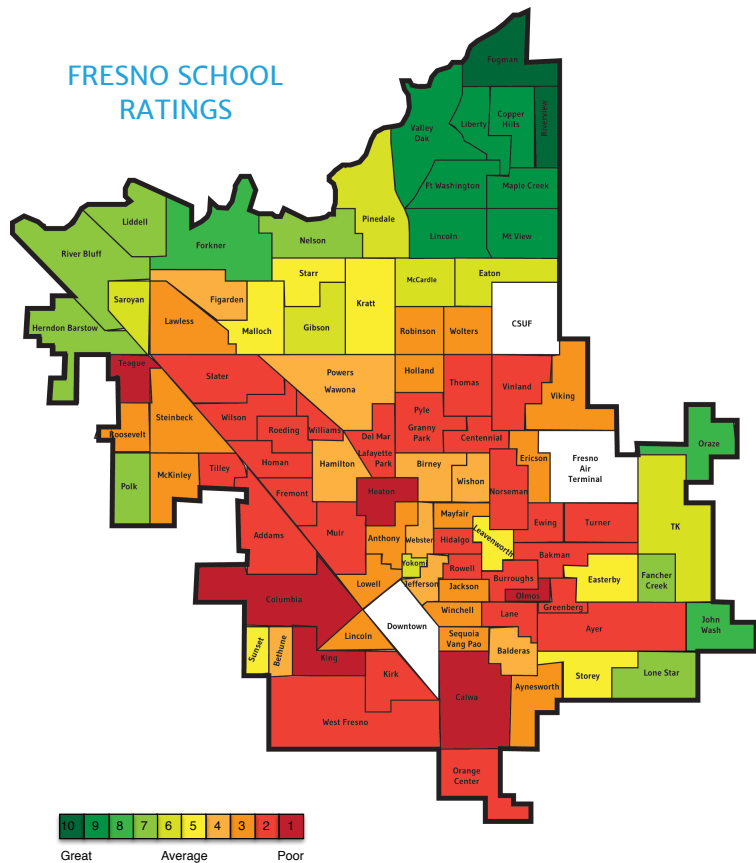 FRESNO SCHOOL
RATINGS
Fugman
Valley
Oak
Liberty
Copper
Hills
Riverview
Ft Washington
Maple Creek
Pinedale
Lincoln
Mt View
Liddell
River Bluff
Forkner
Nelson
Starr
McCardle
Eaton
Saroyan
Figarden
Kratt
Herndon Barstow
Lawless
Malloch
Gibson
Robinson
Wolters
CSUF
Teague
Slater
Powers
Wawona
Holland
Thomas
Vinland
Viking
Roosevelt
Steinbeck
Wilson
Roeding
Williams
Del Mar
Lafayette
Park
Pyle
Granny
Park
Centennial
Oraze
Polk
McKinley
Tilley
Homan
Hamilton
Birney
Wishon
Ericson
Fresno
Air
Terminal
Fremont
Heaton
Norseman
Addams
Muir
Anthony
Webster
Mayfair
Hidalgo
Leavenworth
Ewing
Turner
TK
Bakman
Yokomi
Rowell
Columbia
Lowell
Jefferson
Jackson
Burroughs
Olmos
Easterby
Fancher
Creek
Winchell
Lane
Greenberg
Ayer
John
Wash
Downtown
Sunset
Bethune
Lincoln
King
Sequoia
Vang Pao
Balderas
Kirk
Calwa
Aynesworth
Storey
Lone Star
West Fresno
Orange
Center
10 9 8 7 6 5 4 3 2 1
Great Average Poor